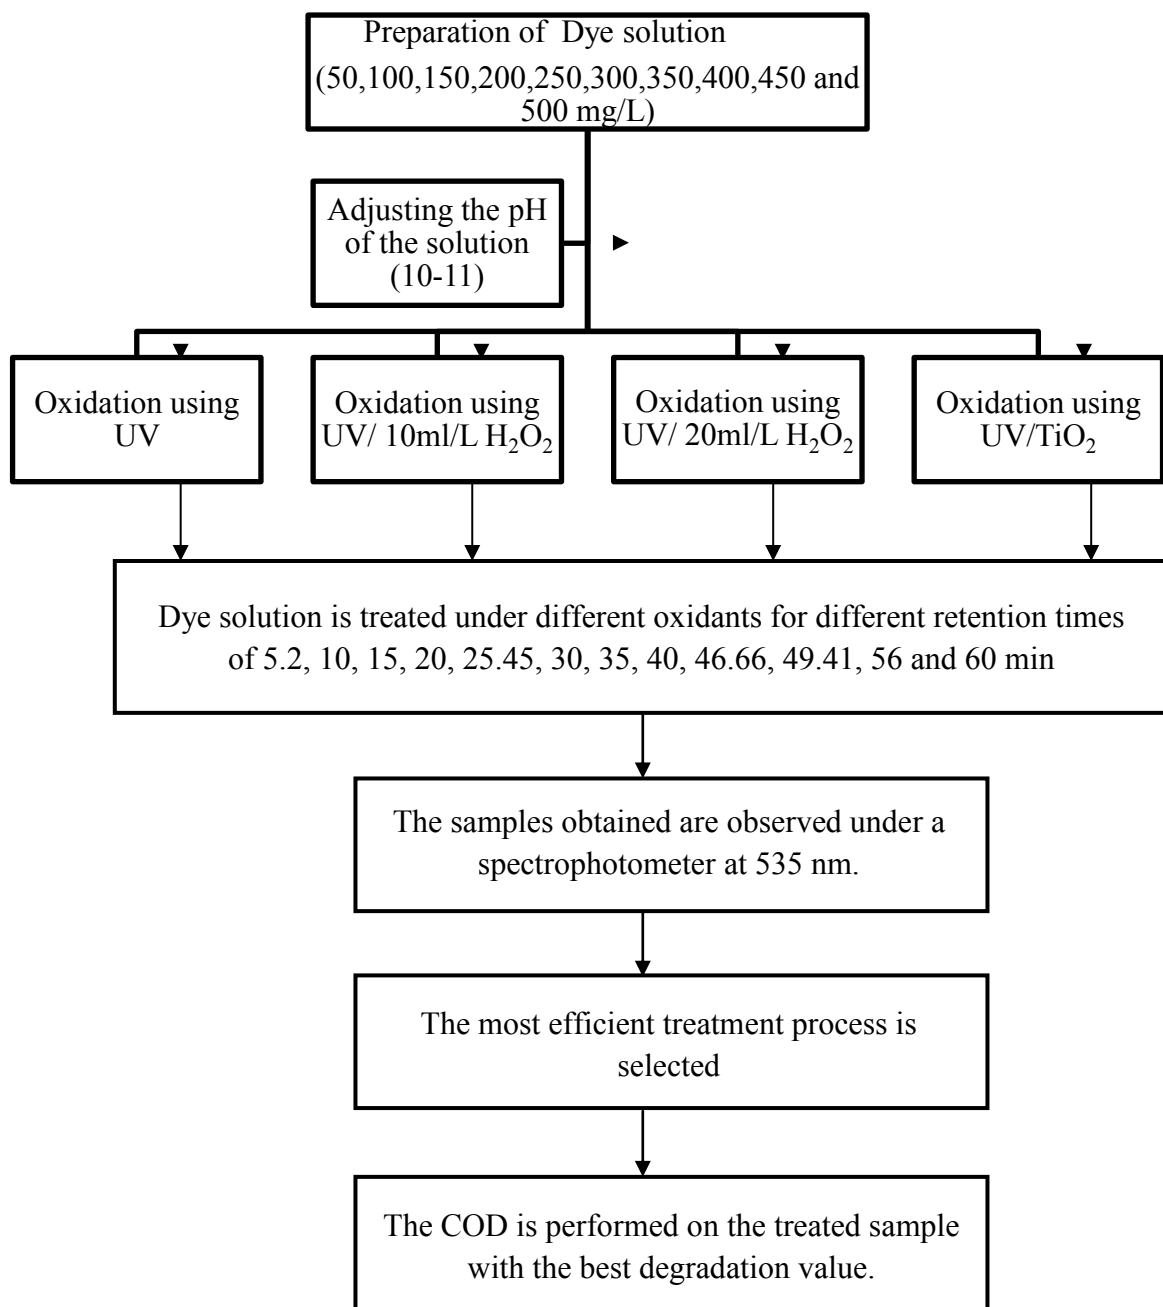 Preparation of Dye solution
(50,100,150,200,250,300,350,400,450 and
500 mg/L)
Adjusting the pH
of the solution
(10-11)
Oxidation using
UV
Oxidation using
UV/ 10ml/L H₂O₂
Oxidation using
UV/ 20ml/L H₂O₂
Oxidation using
UV/TiO₂
Dye solution is treated under different oxidants for different retention times
of 5.2, 10, 15, 20, 25.45, 30, 35, 40, 46.66, 49.41, 56 and 60 min
The samples obtained are observed under a
spectrophotometer at 535 nm.
The most efficient treatment process is
selected
The COD is performed on the treated sample
with the best degradation value.